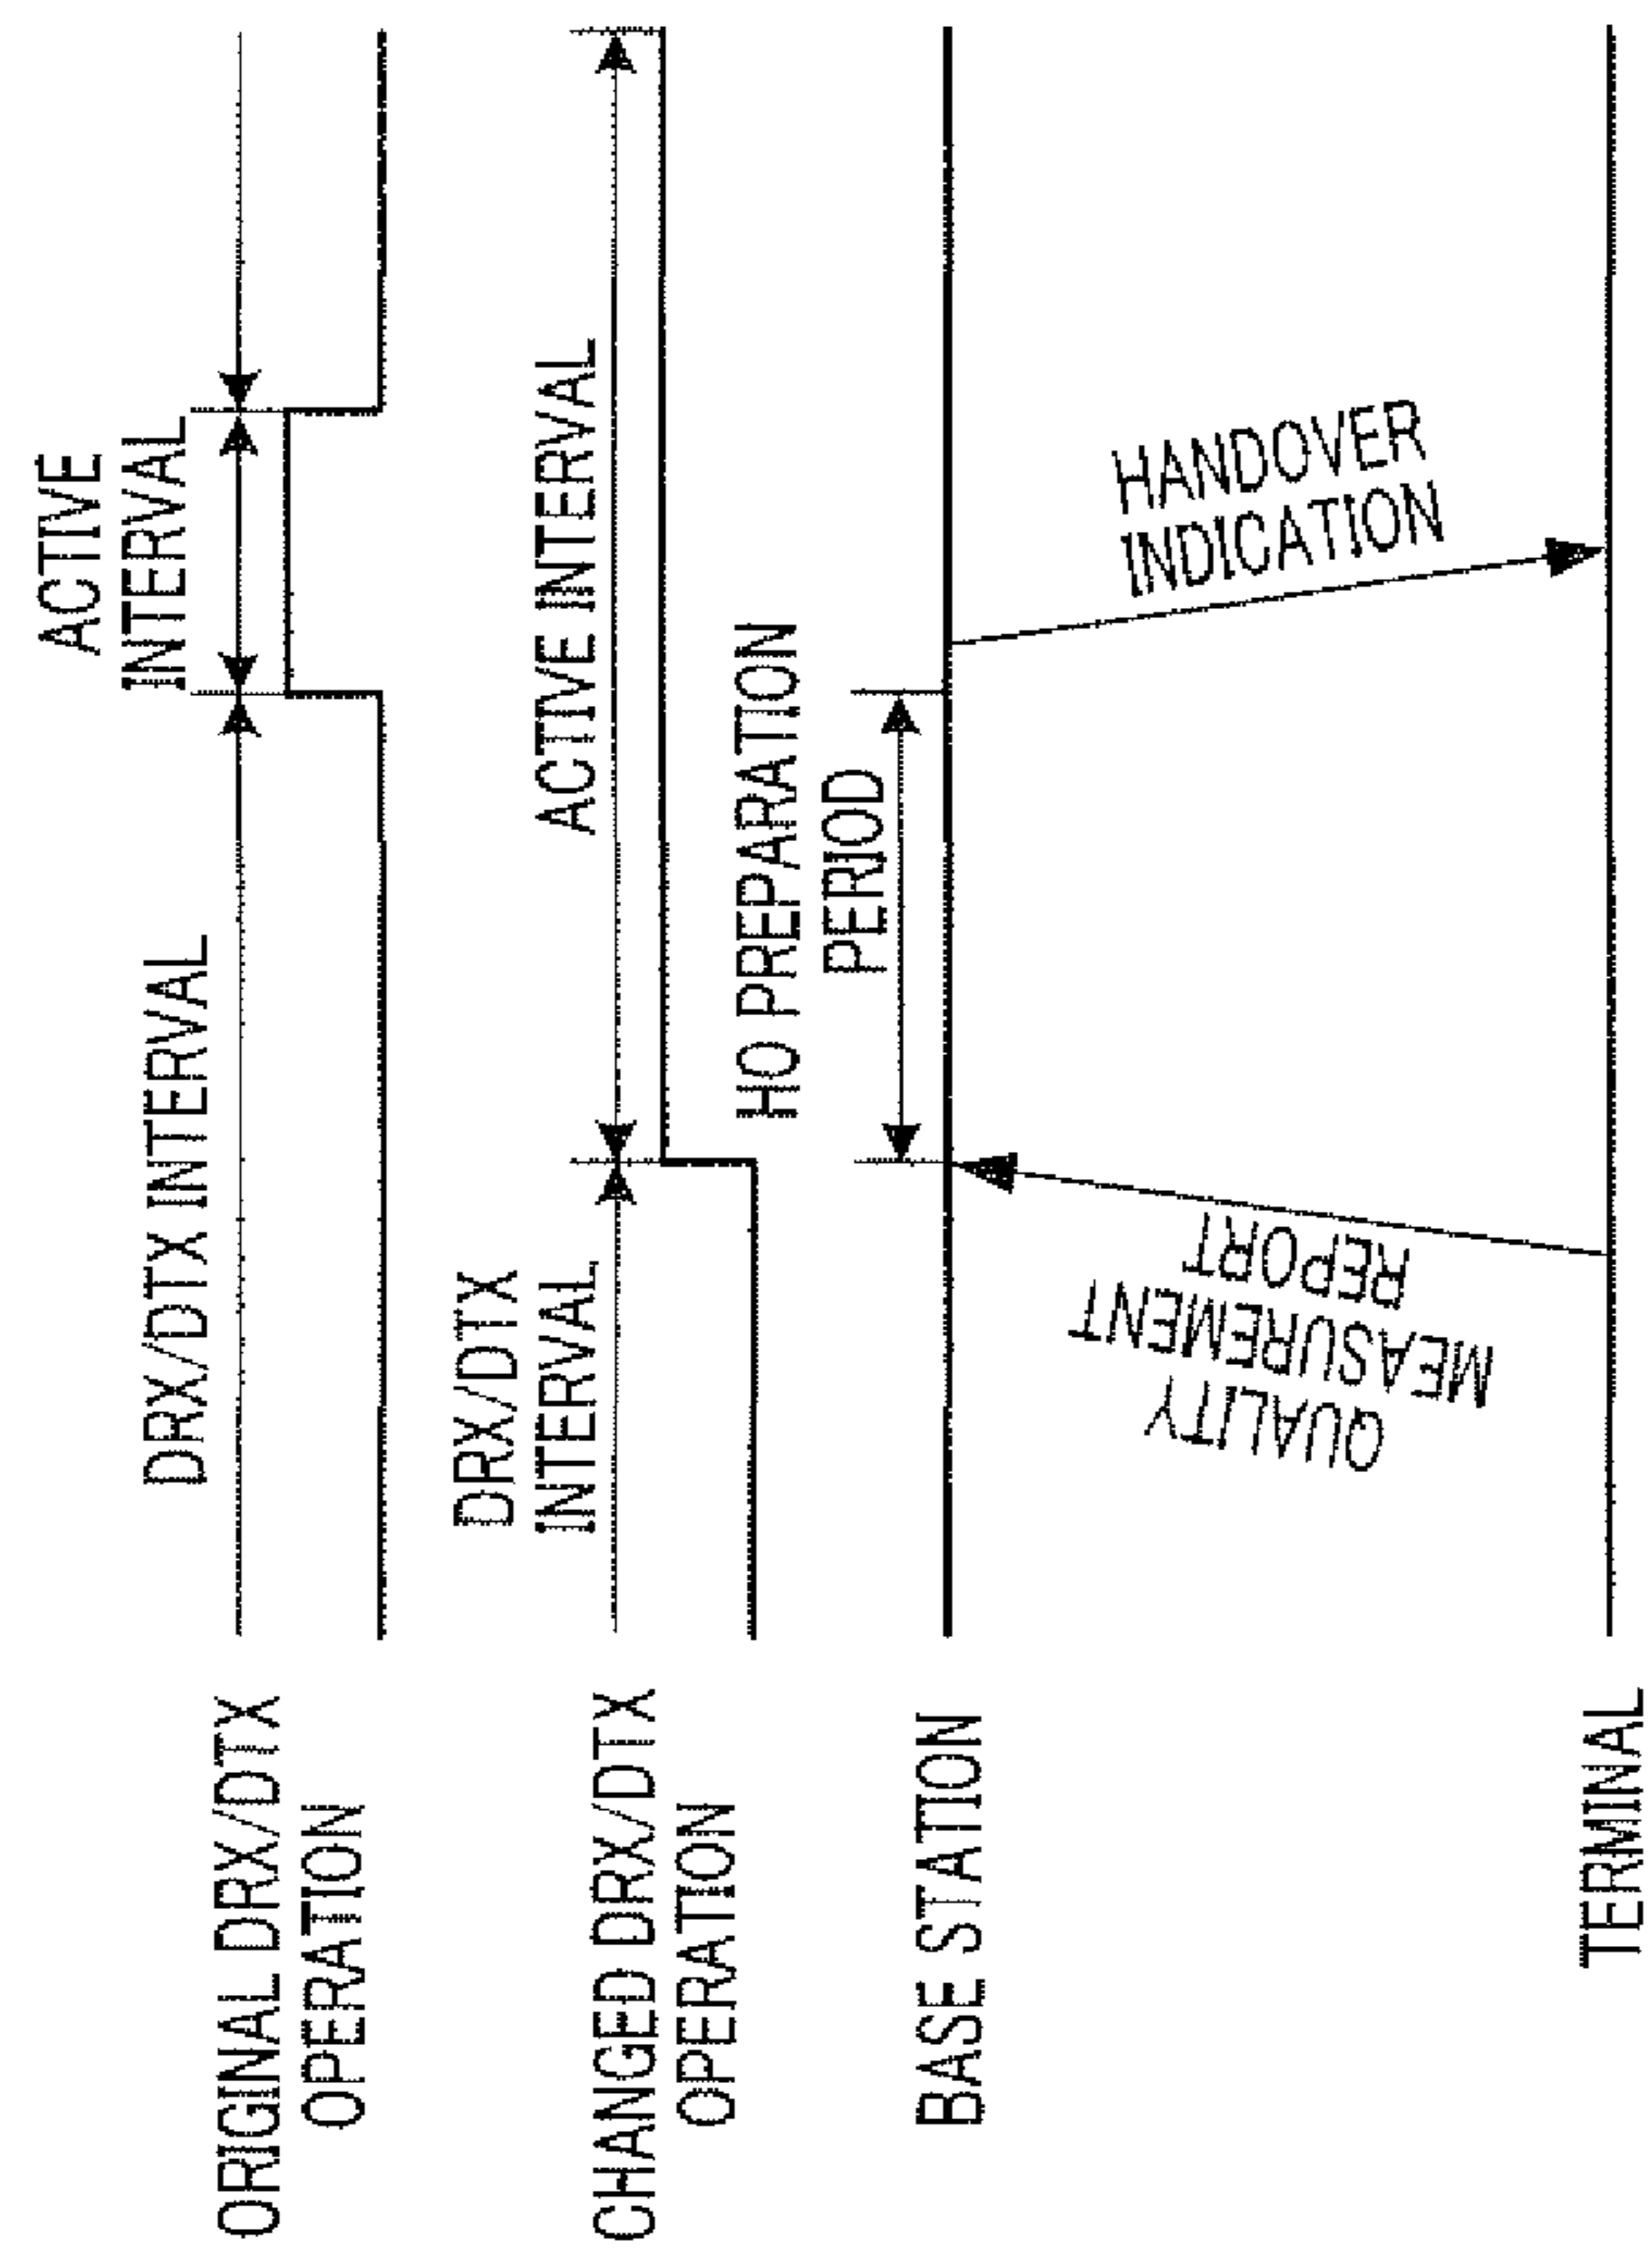 ORIGINAL DRX/DTX
OPERATION
DRX/DTX INTERVAL
ACTIVE
INTERVAL
CHANGED DRX/DTX
OPERATION
DRX/DTX
INTERVAL
ACTIVE INTERVAL
HO PREPARATION
PERIOD
BASE STATION
QUALITY
MEASUREMENT
REPORT
HANDOVER
INDICATION
TERMINAL